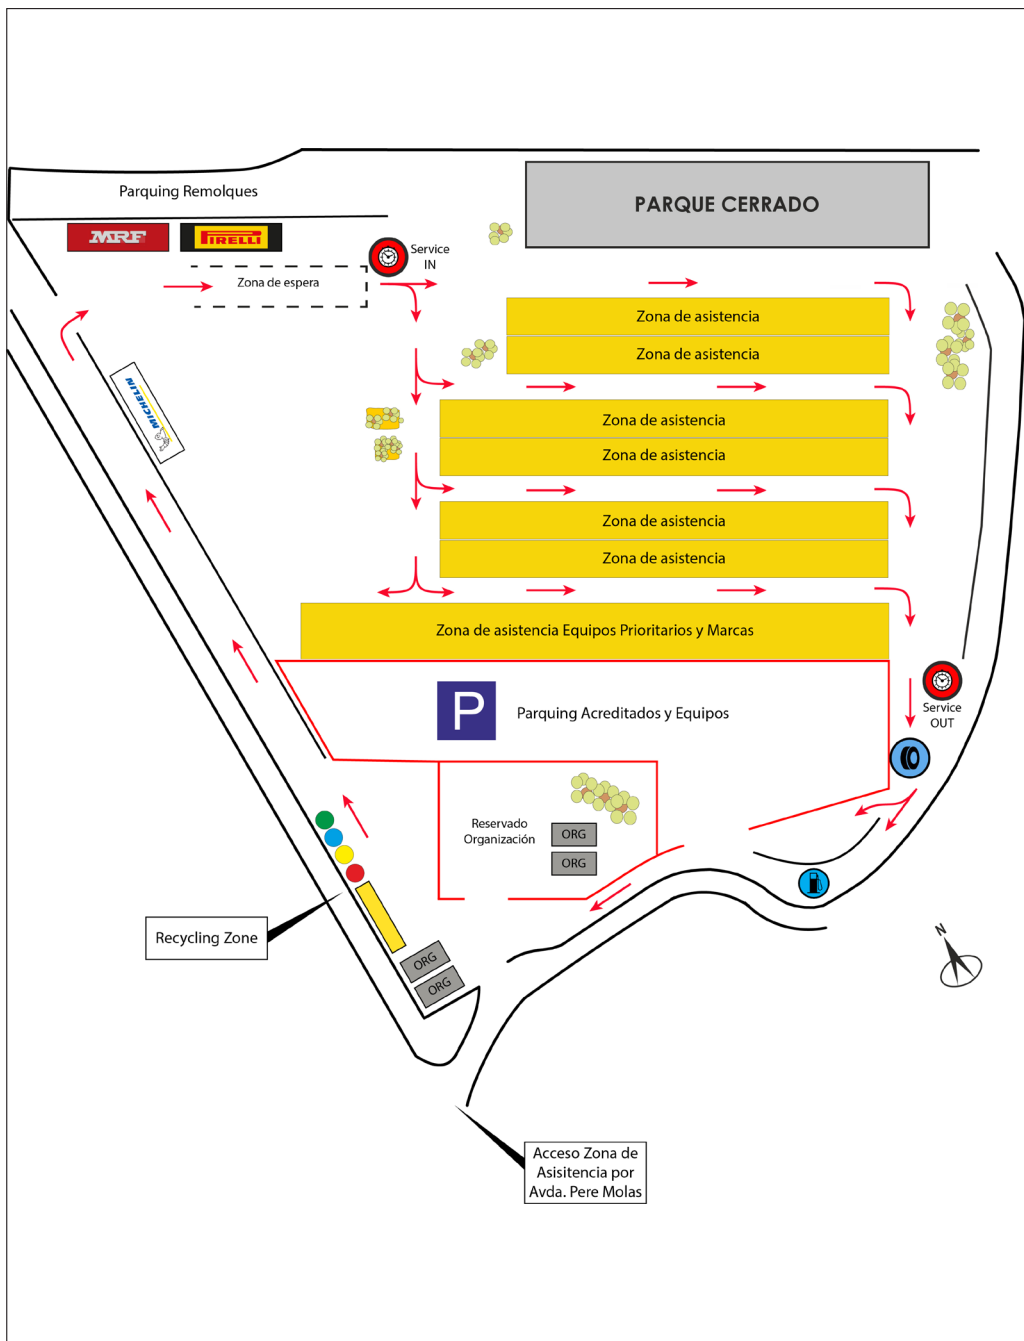 Parquing Remolques
PARQUE CERRADO
MRF
PIRELLI
Service
IN
Zona de espera
Zona de asistencia
Zona de asistencia
MICHELIN
Zona de asistencia
Zona de asistencia
Zona de asistencia
Zona de asistencia
Zona de asistencia Equipos Prioritarios y Marcas
P
Parquing Acreditados y Equipos
Service
OUT
Reservado
Organización
ORG
ORG
Recycling Zone
ORG
ORG
N
Acceso Zona de
Asisitencia por
Avda. Pere Molas